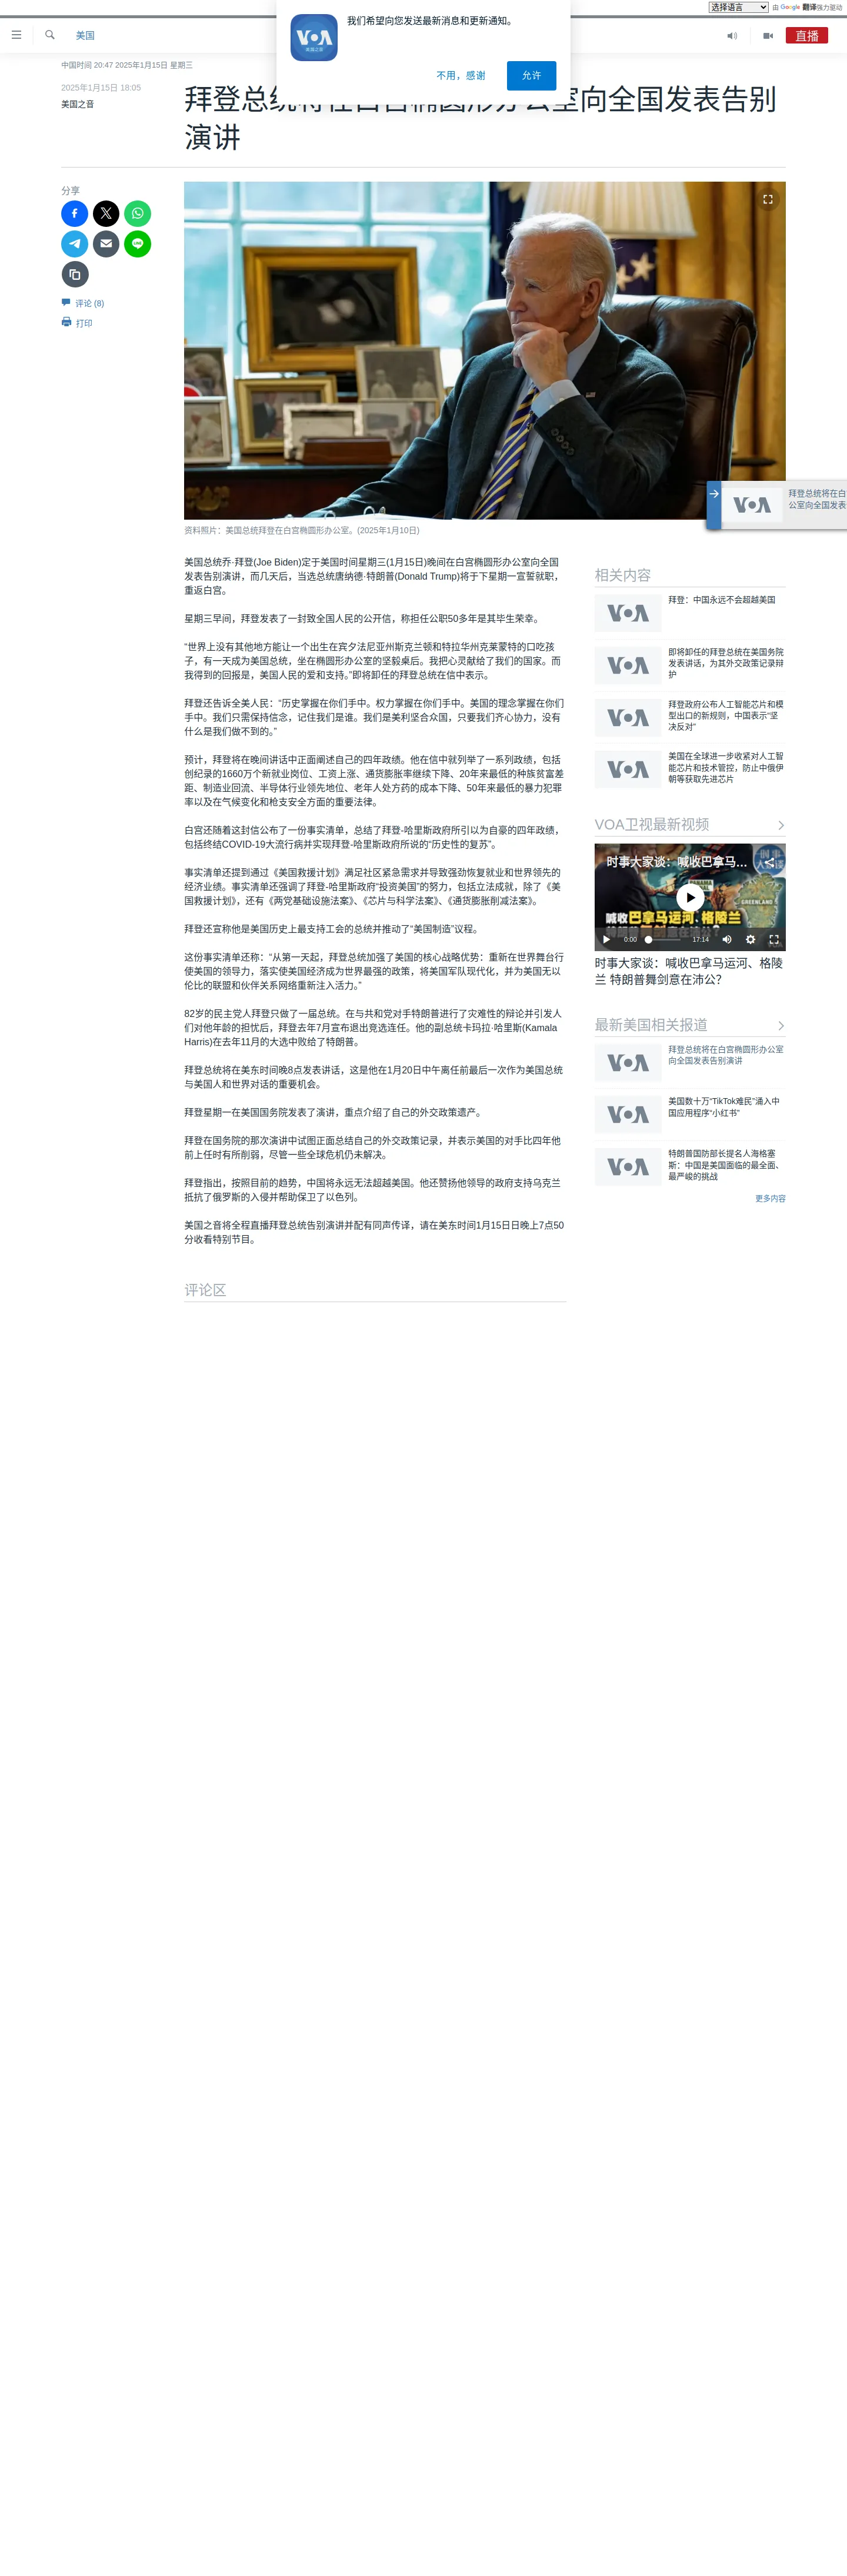 选择语言 由 Google 翻译强力驱动
我们希望向您发送最新消息和更新通知。
不用，感谢 允许
VOA
美国之音
美国
直播
中国时间 20:47 2025年1月15日 星期三
2025年1月15日 18:05
美国之音
拜登总统将在白宫椭圆形办公室向全国发表告别
演讲
分享
评论 (8)
打印
资料照片：美国总统拜登在白宫椭圆形办公室。(2025年1月10日)
VOA
拜登总统将在白
公室向全国发表
美国总统乔·拜登(Joe Biden)定于美国时间星期三(1月15日)晚间在白宫椭圆形办公室向全国
发表告别演讲，而几天后，当选总统唐纳德·特朗普(Donald Trump)将于下星期一宣誓就职，
重返白宫。
星期三早间，拜登发表了一封致全国人民的公开信，称担任公职50多年是其毕生荣幸。
“世界上没有其他地方能让一个出生在宾夕法尼亚州斯克兰顿和特拉华州克莱蒙特的口吃孩
子，有一天成为美国总统，坐在椭圆形办公室的坚毅桌后。我把心灵献给了我们的国家。而
我得到的回报是，美国人民的爱和支持。”即将卸任的拜登总统在信中表示。
拜登还告诉全美人民：“历史掌握在你们手中。权力掌握在你们手中。美国的理念掌握在你们
手中。我们只需保持信念，记住我们是谁。我们是美利坚合众国，只要我们齐心协力，没有
什么是我们做不到的。”
预计，拜登将在晚间讲话中正面阐述自己的四年政绩。他在信中就列举了一系列政绩，包括
创纪录的1660万个新就业岗位、工资上涨、通货膨胀率继续下降、20年来最低的种族贫富差
距、制造业回流、半导体行业领先地位、老年人处方药的成本下降、50年来最低的暴力犯罪
率以及在气候变化和枪支安全方面的重要法律。
白宫还随着这封信公布了一份事实清单，总结了拜登-哈里斯政府所引以为自豪的四年政绩，
包括终结COVID-19大流行病并实现拜登-哈里斯政府所说的“历史性的复苏”。
事实清单还提到通过《美国救援计划》满足社区紧急需求并导致强劲恢复就业和世界领先的
经济业绩。事实清单还强调了拜登-哈里斯政府“投资美国”的努力，包括立法成就，除了《美
国救援计划》，还有《两党基础设施法案》、《芯片与科学法案》、《通货膨胀削减法案》。
拜登还宣称他是美国历史上最支持工会的总统并推动了“美国制造”议程。
这份事实清单还称：“从第一天起，拜登总统加强了美国的核心战略优势：重新在世界舞台行
使美国的领导力，落实使美国经济成为世界最强的政策，将美国军队现代化，并为美国无以
伦比的联盟和伙伴关系网络重新注入活力。”
82岁的民主党人拜登只做了一届总统。在与共和党对手特朗普进行了灾难性的辩论并引发人
们对他年龄的担忧后，拜登去年7月宣布退出竞选连任。他的副总统卡玛拉·哈里斯(Kamala
Harris)在去年11月的大选中败给了特朗普。
拜登总统将在美东时间晚8点发表讲话，这是他在1月20日中午离任前最后一次作为美国总统
与美国人和世界对话的重要机会。
拜登星期一在美国国务院发表了演讲，重点介绍了自己的外交政策遗产。
拜登在国务院的那次演讲中试图正面总结自己的外交政策记录，并表示美国的对手比四年他
前上任时有所削弱，尽管一些全球危机仍未解决。
拜登指出，按照目前的趋势，中国将永远无法超越美国。他还赞扬他领导的政府支持乌克兰
抵抗了俄罗斯的入侵并帮助保卫了以色列。
美国之音将全程直播拜登总统告别演讲并配有同声传译，请在美东时间1月15日日晚上7点50
分收看特别节目。
评论区
相关内容
VOA
拜登：中国永远不会超越美国
VOA
即将卸任的拜登总统在美国务院
发表讲话，为其外交政策记录辩
护
VOA
拜登政府公布人工智能芯片和模
型出口的新规则，中国表示“坚
决反对”
VOA
美国在全球进一步收紧对人工智
能芯片和技术管控，防止中俄伊
朝等获取先进芯片
VOA卫视最新视频
时事大家谈：喊收巴拿马...
PANAMA
GREENLAND
喊收巴拿马运河、格陵兰
0:00 17:14
时事大家谈：喊收巴拿马运河、格陵
兰 特朗普舞剑意在沛公？
最新美国相关报道
VOA
拜登总统将在白宫椭圆形办公室
向全国发表告别演讲
VOA
美国数十万“TikTok难民”涌入中
国应用程序“小红书”
VOA
特朗普国防部长提名人海格塞
斯：中国是美国面临的最全面、
最严峻的挑战
更多内容